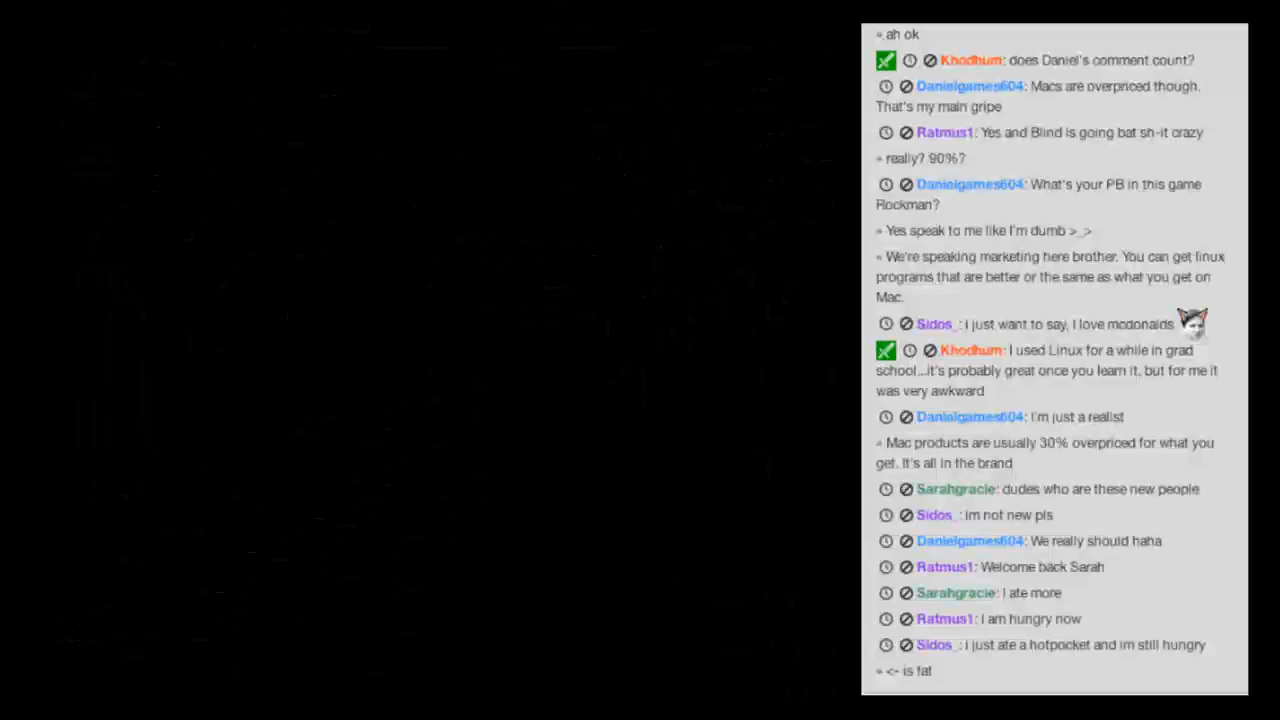 » ah ok
Khodhum: does Daniel's comment count?
Danielgames604: Macs are overpriced though.
That's my main gripe
Ratmus1: Yes and Blind is going bat sh-it crazy
» really? 90%?
Danielgames604: What's your PB in this game
Rockman?
» Yes speak to me like I'm dumb >_>
» We're speaking marketing here brother. You can get linux
programs that are better or the same as what you get on
Mac.
Sidos_: i just want to say, I love mcdonalds
Khodhum: I used Linux for a while in grad
school...it's probably great once you learn it, but for me it
was very awkward
Danielgames604: I'm just a realist
» Mac products are usually 30% overpriced for what you
get. It's all in the brand
Sarahgracie: dudes who are these new people
Sidos_: im not new pls
Danielgames604: We really should haha
Ratmus1: Welcome back Sarah
Sarahgracie: I ate more
Ratmus1: I am hungry now
Sidos_: i just ate a hotpocket and im still hungry
» <- is fat